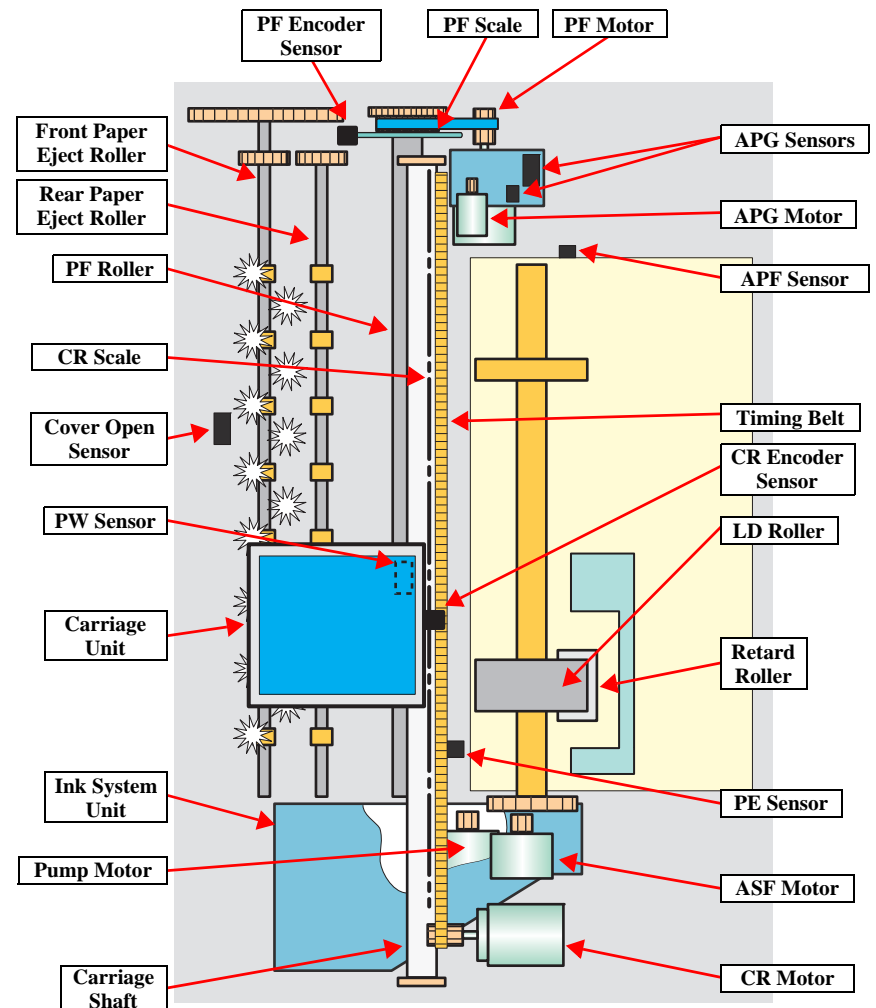 PF Encoder
Sensor
PF Scale
PF Motor
Front Paper
Eject Roller
APG Sensors
Rear Paper
Eject Roller
APG Motor
PF Roller
APF Sensor
CR Scale
Timing Belt
Cover Open
Sensor
CR Encoder
Sensor
PW Sensor
LD Roller
Carriage
Unit
Retard
Roller
Ink System
Unit
PE Sensor
Pump Motor
ASF Motor
Carriage
Shaft
CR Motor